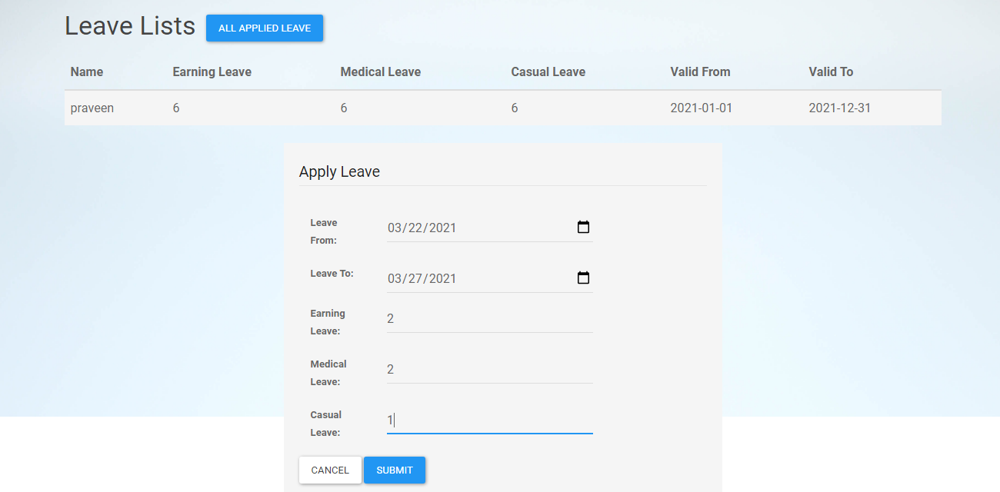 Leave Lists ALL APPLIED LEAVE
Name Earning Leave Medical Leave Casual Leave Valid From Valid To
praveen 6 6 6 2021-01-01 2021-12-31
Apply Leave
Leave
From:
03/22/2021
Leave To:
03/27/2021
Earning
Leave:
2
Medical
Leave:
2
Casual
Leave:
1
CANCEL SUBMIT